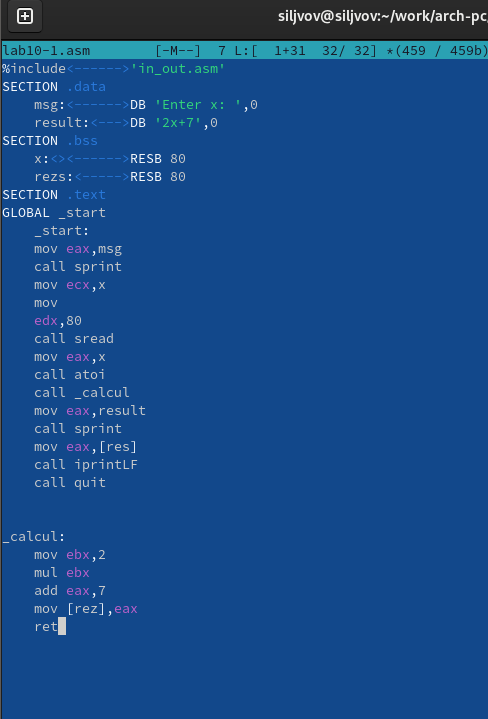 siljvov@siljvov:~/work/arch-pc
lab10-1.asm [-M--] 7 L:[ 1+31 32/ 32] *(459 / 459b)
%include<------>'in_out.asm'
SECTION .data
msg:<------>DB 'Enter x: ',0
result:<--->DB '2x+7',0
SECTION .bss
x:<><------>RESB 80
rezs:<----->RESB 80
SECTION .text
GLOBAL _start
_start:
mov eax,msg
call sprint
mov ecx,x
mov
edx,80
call sread
mov eax,x
call atoi
call _calcul
mov eax,result
call sprint
mov eax,[res]
call iprintLF
call quit
_calcul:
mov ebx,2
mul ebx
add eax,7
mov [rez],eax
ret